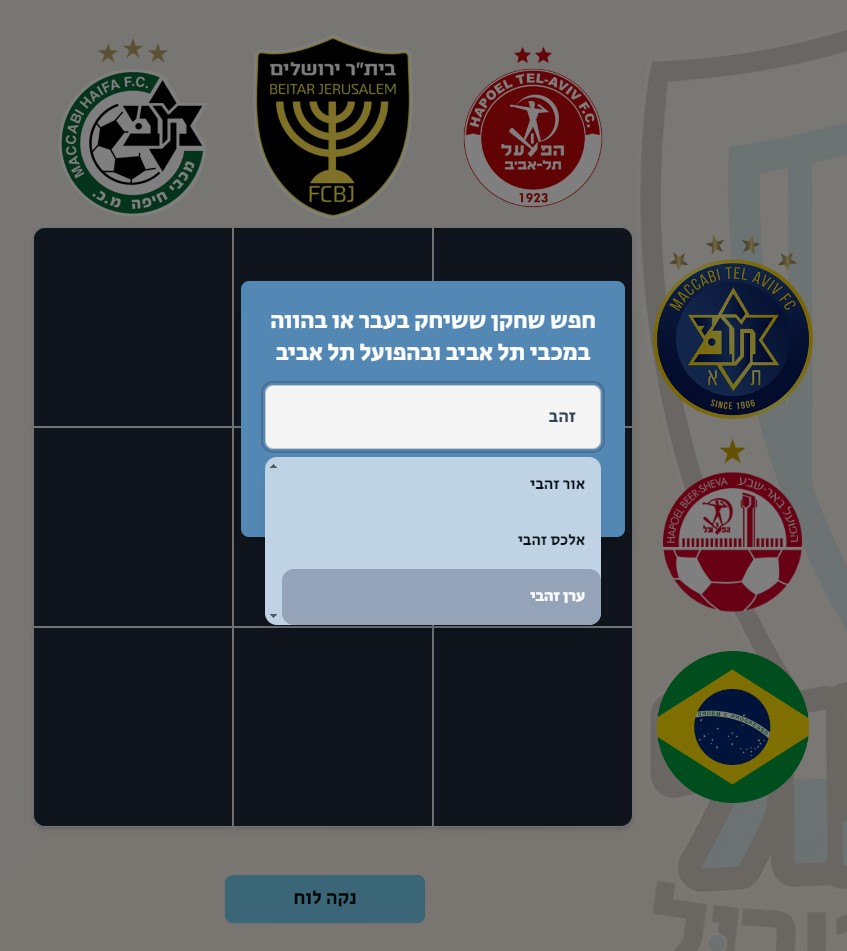 בית"ר ירושלים
BEITAR JERUSALEM
FCBJ
HAPOEL TEL-AVIV F.C.
הפועל
תל-אביב
1923
MACCABI HAIFA F.C.
מכבי חיפה מ.כ.
MACCABI TEL AVIV FC
ת
א
SINCE 1906
חפש שחקן ששיחק בעבר או בהווה
במכבי תל אביב ובהפועל תל אביב
זהב
אור זהבי
אלכס זהבי
ערן זהבי
HAPOEL BEER-SHEVA
הפועל באר-שבע
נקה לוח